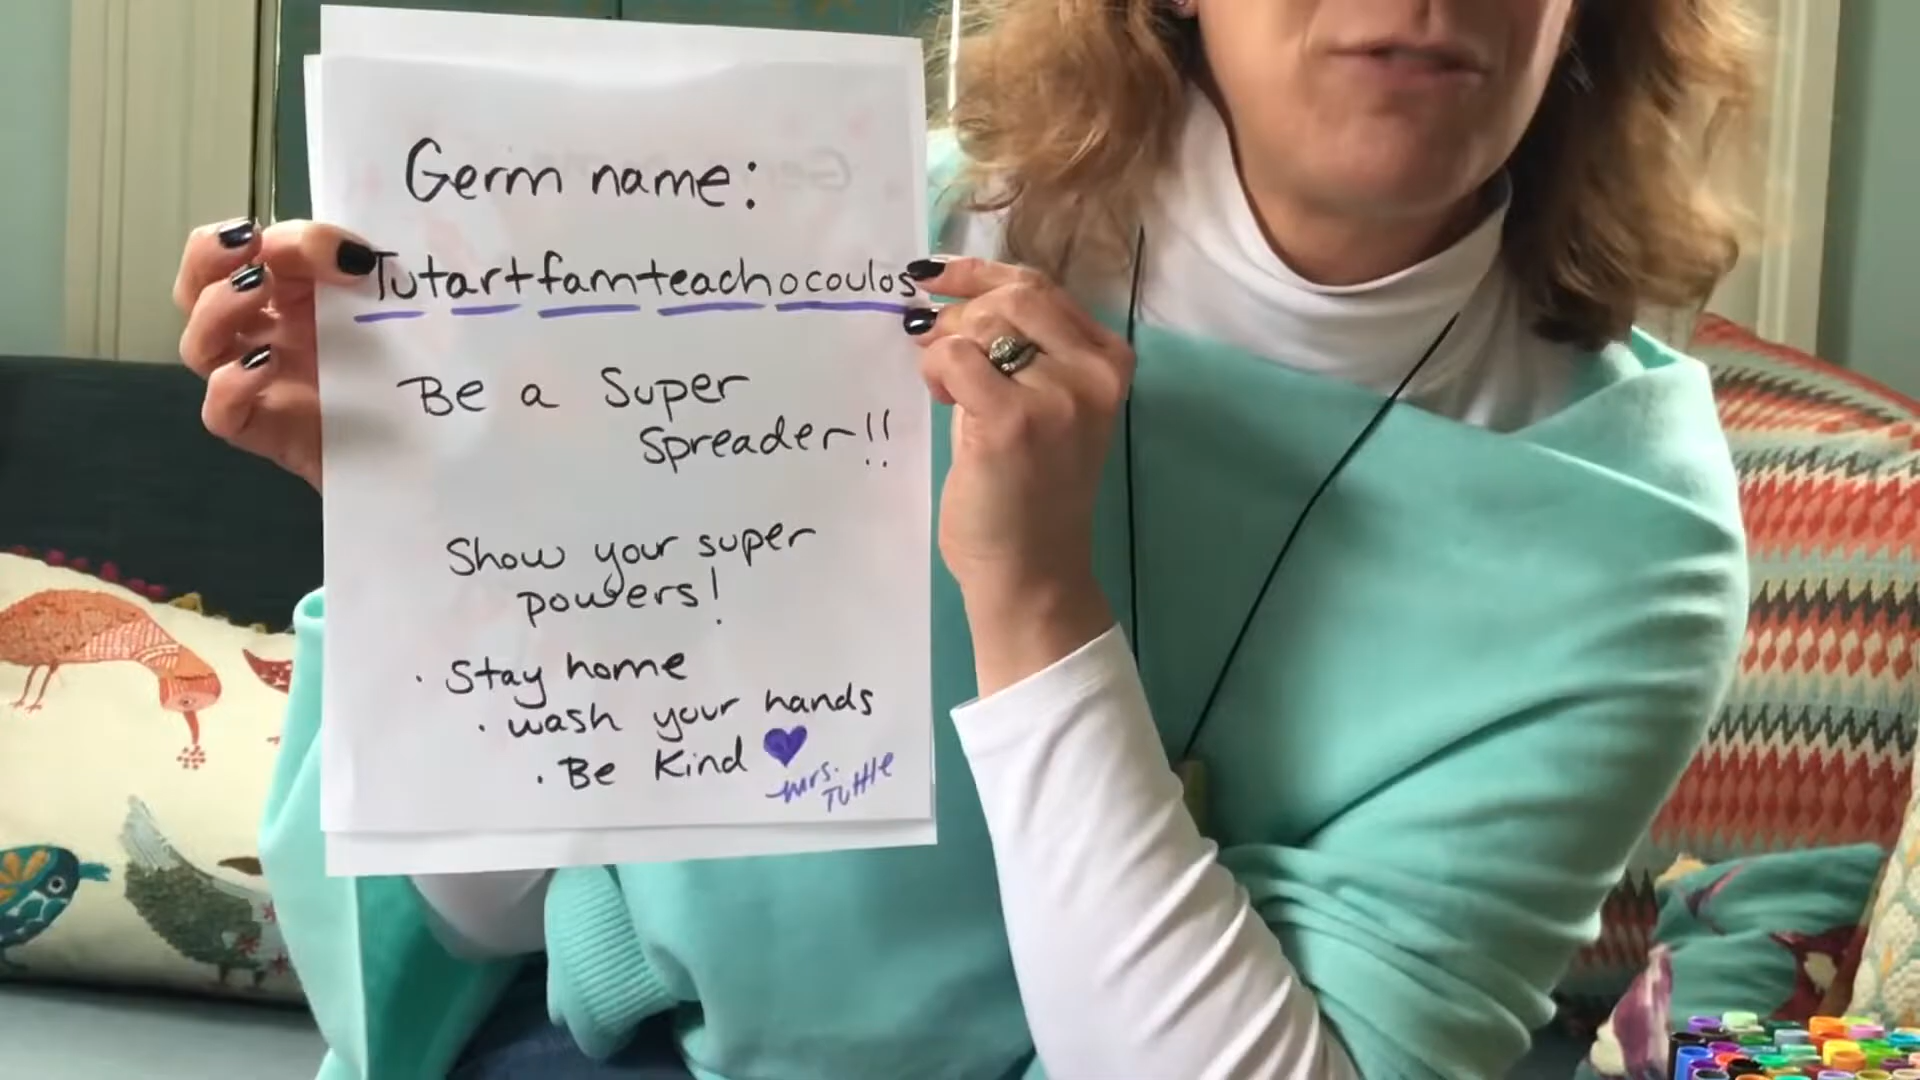 Germ name:
Tutartfamteachocoulos
Be a Super
Spreader!!
Show your super
powers!
· Stay home
· wash your hands
· Be Kind
Mrs.
Tuttle